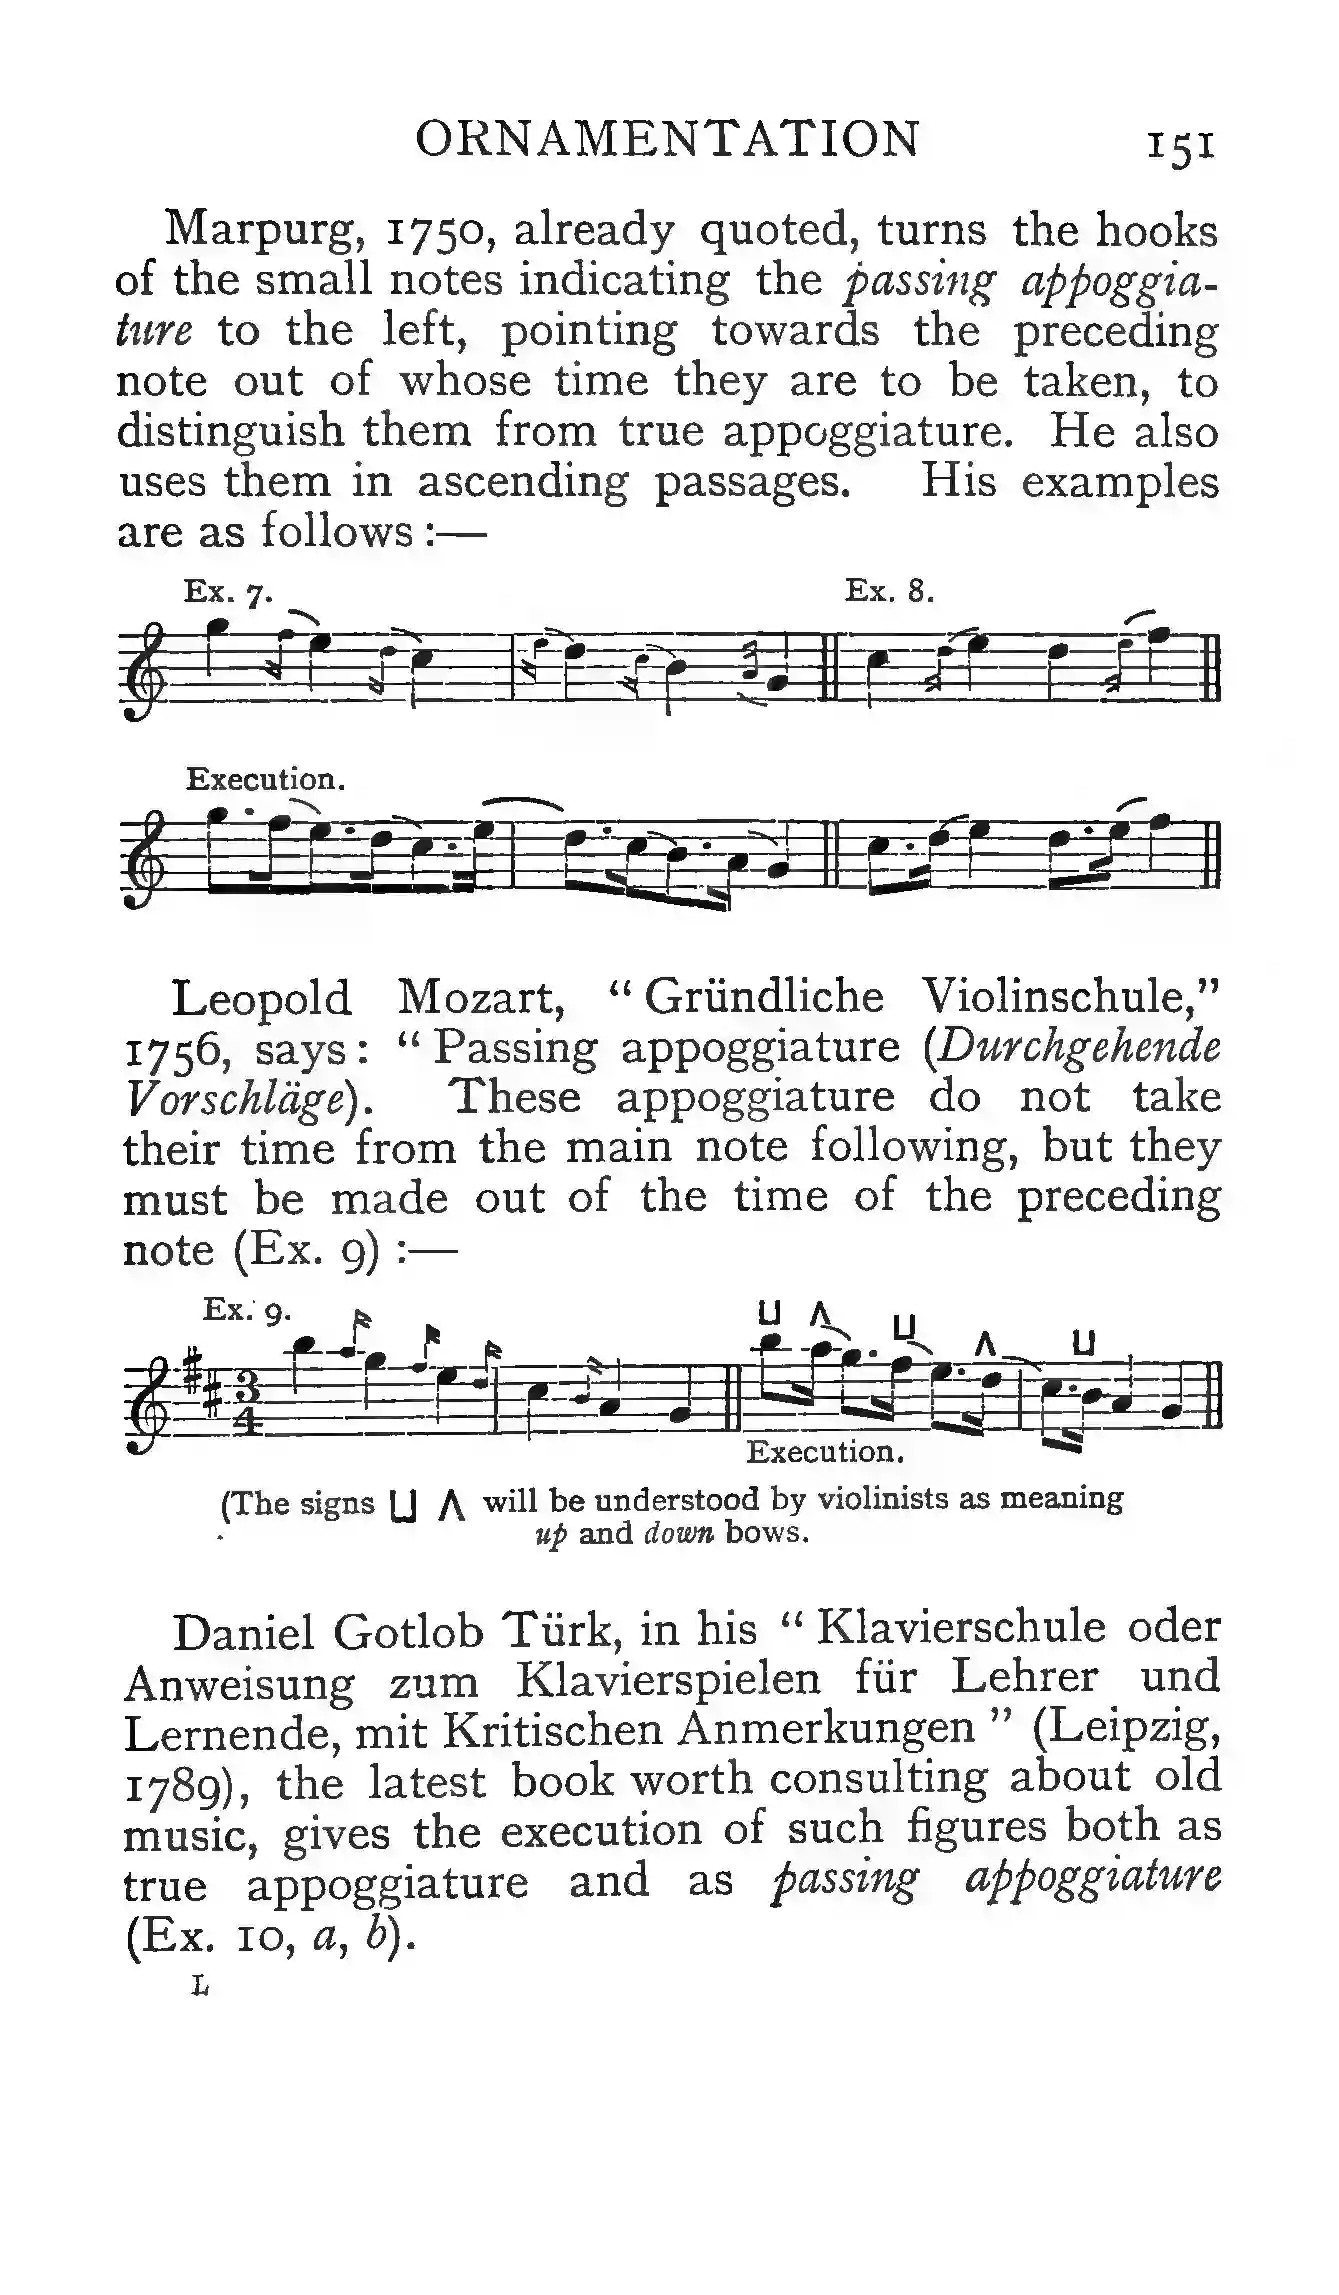 ORNAMENTATION 151
Marpurg, 1750, already quoted, turns the hooks
of the small notes indicating the passing appoggia-
ture to the left, pointing towards the preceding
note out of whose time they are to be taken, to
distinguish them from true appoggiature. He also
uses them in ascending passages. His examples
are as follows :—
Ex. 7. Ex. 8.
Execution.
Leopold Mozart, “ Gründliche Violinschule,”
1756, says : “ Passing appoggiature (Durchgehende
Vorschläge). These appoggiature do not take
their time from the main note following, but they
must be made out of the time of the preceding
note (Ex. 9) :—
Ex. 9.
3
4
Execution.
(The signs ⊔ Λ will be understood by violinists as meaning
up and down bows.
Daniel Gotlob Türk, in his “ Klavierschule oder
Anweisung zum Klavierspielen für Lehrer und
Lernende, mit Kritischen Anmerkungen ” (Leipzig,
1789), the latest book worth consulting about old
music, gives the execution of such figures both as
true appoggiature and as passing appoggiature
(Ex. 10, a, b).
L